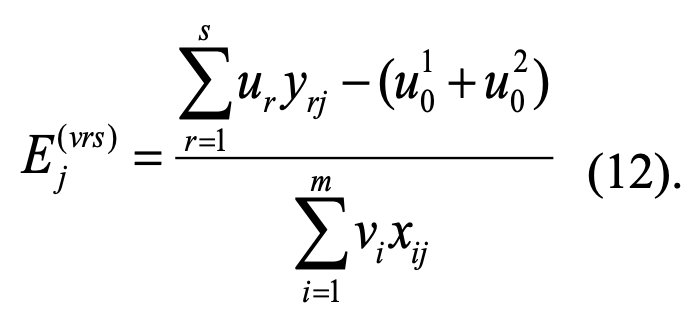 E_j^{(vrs)} = \frac{\sum_{r=1}^{s} u_r y_{rj} - (u_0^1 + u_0^2)}{\sum_{i=1}^{m} v_i x_{ij}} (12).